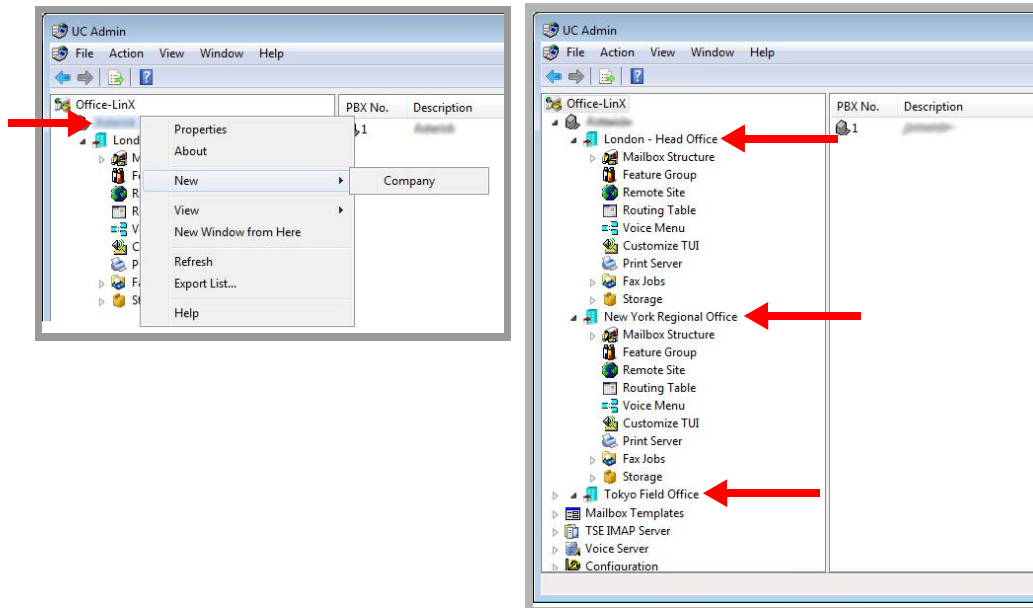 UC Admin
File Action View Window Help
Office-LinX
PBX No. Description
1
Lond
M
Fe
R
R
V
C
P
Fa
St
Properties
About
New
Company
View
New Window from Here
Refresh
Export List...
Help
UC Admin
File Action View Window Help
Office-LinX
PBX No. Description
1
London - Head Office
Mailbox Structure
Feature Group
Remote Site
Routing Table
Voice Menu
Customize TUI
Print Server
Fax Jobs
Storage
New York Regional Office
Mailbox Structure
Feature Group
Remote Site
Routing Table
Voice Menu
Customize TUI
Print Server
Fax Jobs
Storage
Tokyo Field Office
Mailbox Templates
TSE IMAP Server
Voice Server
Configuration